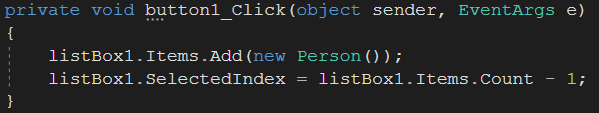 private void button1_Click(object sender, EventArgs e)
{
    listBox1.Items.Add(new Person());
    listBox1.SelectedIndex = listBox1.Items.Count - 1;
}